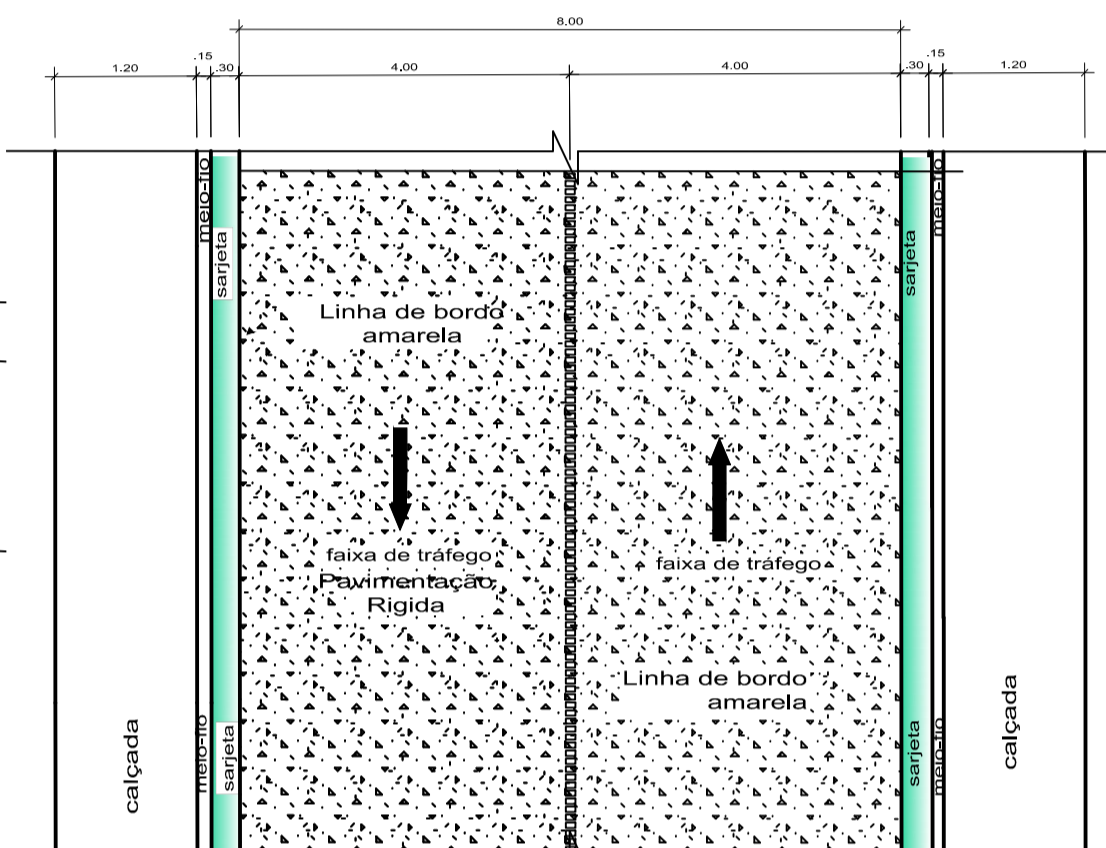 8.00
1.20
.15
.30
4.00
4.00
.30
.15
1.20
meio-fio
sarjeta
sarjeta
meio-fio
Linha de bordo
amarela
faixa de tráfego
Pavimentação
Rigida
faixa de tráfego
Linha de bordo
amarela
calçada
meio-fio
sarjeta
sarjeta
meio-fio
calçada